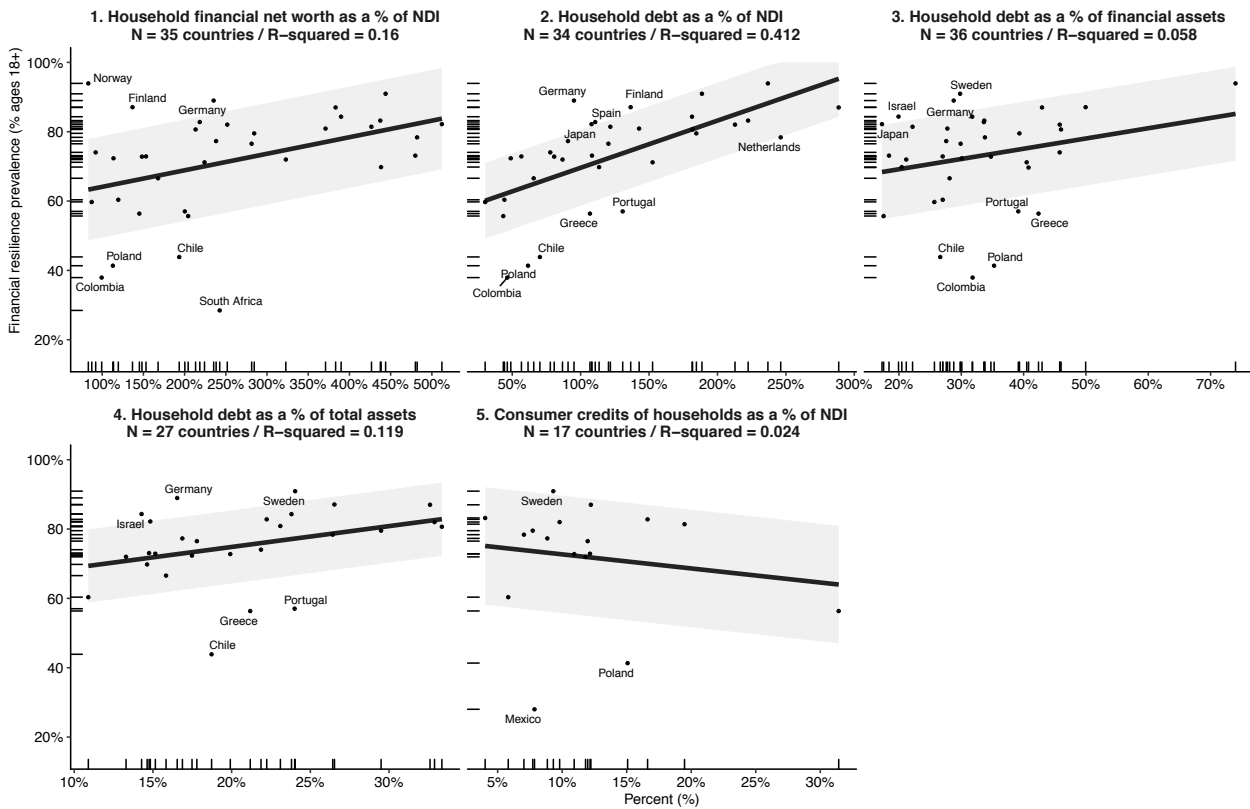 1. Household financial net worth as a % of NDI
N = 35 countries / R−squared = 0.16
2. Household debt as a % of NDI
N = 34 countries / R−squared = 0.412
3. Household debt as a % of financial assets
N = 36 countries / R−squared = 0.058
Financial resilience prevalence (% ages 18+)
100%
80%
60%
40%
20%
Norway
Finland
Germany
Poland
Chile
Colombia
South Africa
100%
150%
200%
250%
300%
350%
400%
450%
500%
Germany
Finland
Spain
Japan
Netherlands
Portugal
Greece
Chile
Poland
Colombia
50%
100%
150%
200%
250%
300%
Sweden
Israel
Germany
Japan
Portugal
Greece
Chile
Poland
Colombia
20%
30%
40%
50%
60%
70%
4. Household debt as a % of total assets
N = 27 countries / R−squared = 0.119
5. Consumer credits of households as a % of NDI
N = 17 countries / R−squared = 0.024
100%
80%
60%
40%
20%
Germany
Sweden
Israel
Portugal
Greece
Chile
10%
15%
20%
25%
30%
Sweden
Poland
Mexico
5%
10%
15%
20%
25%
30%
Percent (%)